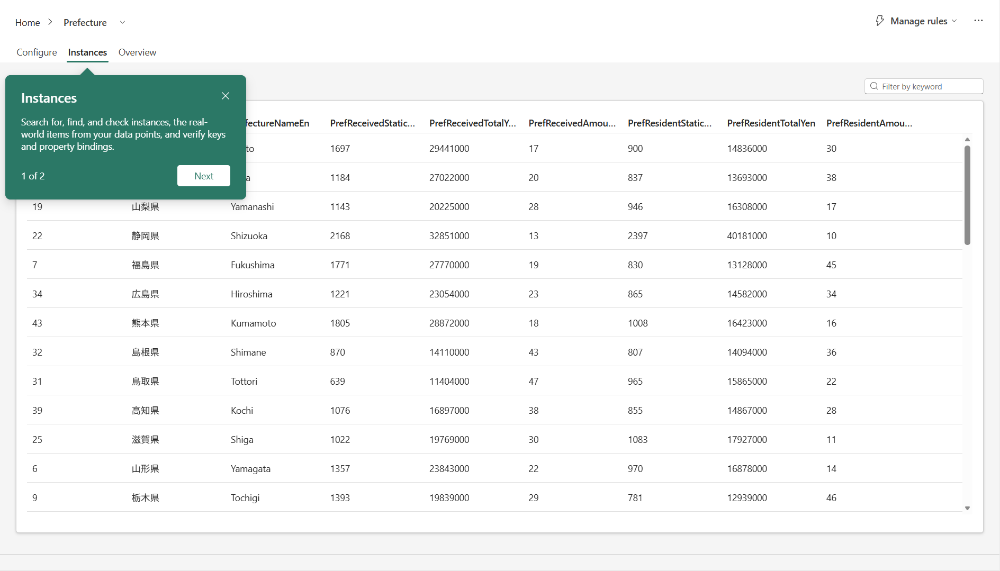 Home > Prefecture
Manage rules
Configure Instances Overview
Instances
Search for, find, and check instances, the real-
world items from your data points, and verify keys
and property bindings.
1 of 2
Next
Filter by keyword
fectureNameEn PrefReceivedStatic... PrefReceivedTotalY... PrefReceivedAmou... PrefResidentStatic... PrefResidentTotalYen PrefResidentAmou...
to 1697 29441000 17 900 14836000 30
a 1184 27022000 20 837 13693000 38
19 山梨県 Yamanashi 1143 20225000 28 946 16308000 17
22 静岡県 Shizuoka 2168 32851000 13 2397 40181000 10
7 福島県 Fukushima 1771 27770000 19 830 13128000 45
34 広島県 Hiroshima 1221 23054000 23 865 14582000 34
43 熊本県 Kumamoto 1805 28872000 18 1008 16423000 16
32 島根県 Shimane 870 14110000 43 807 14094000 36
31 鳥取県 Tottori 639 11404000 47 965 15865000 22
39 高知県 Kochi 1076 16897000 38 855 14867000 28
25 滋賀県 Shiga 1022 19769000 30 1083 17927000 11
6 山形県 Yamagata 1357 23843000 22 970 16878000 14
9 栃木県 Tochigi 1393 19839000 29 781 12939000 46